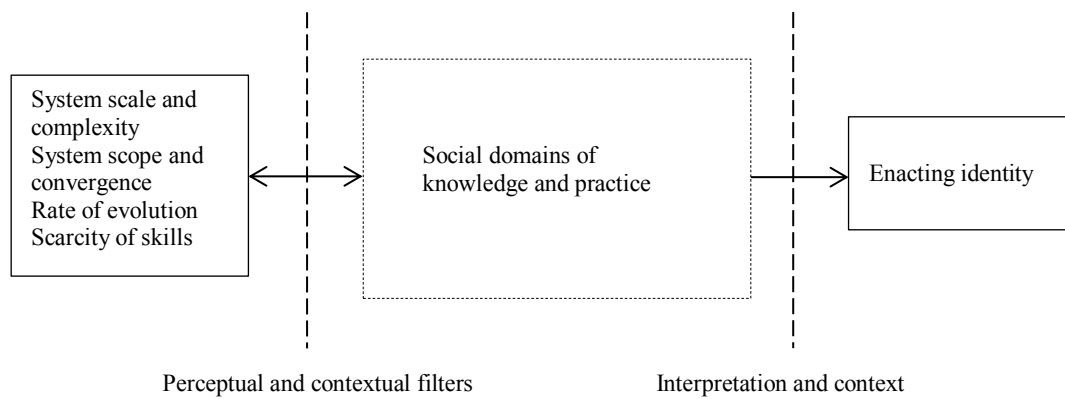 System scale and
complexity
System scope and
convergence
Rate of evolution
Scarcity of skills
Social domains of
knowledge and practice
Enacting identity
Perceptual and contextual filters
Interpretation and context